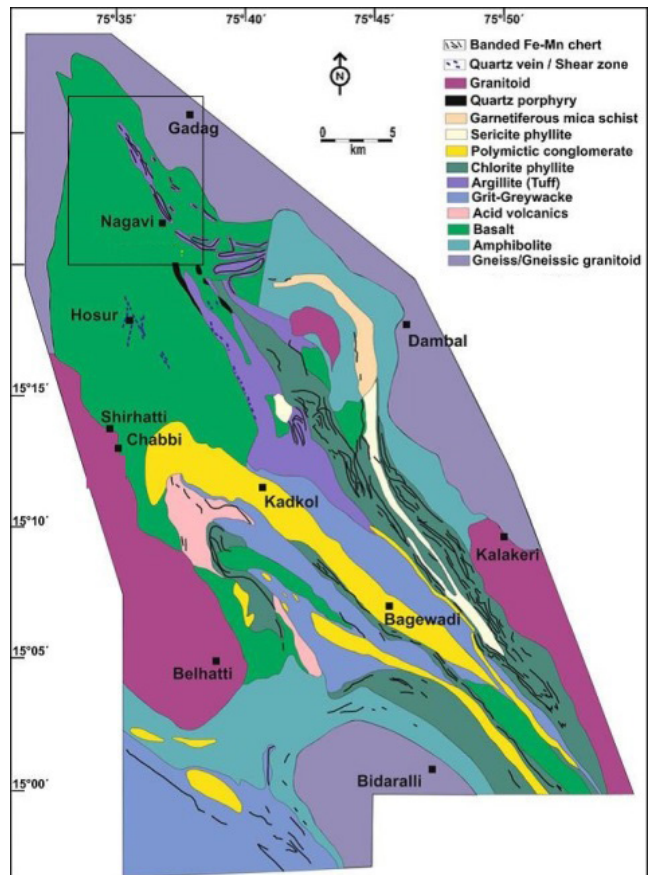 75°35' 75°40' 75°45' 75°50'
Banded Fe-Mn chert
Quartz vein / Shear zone
Granitoid
Quartz porphyry
Garnetiferous mica schist
Sericite phyllite
Polymictic conglomerate
Chlorite phyllite
Argillite (Tuff)
Grit-Greywacke
Acid volcanics
Basalt
Amphibolite
Gneiss/Gneissic granitoid
N
0 5
km
Gadag
Nagavi
Hosur
Dambal
15°15'
Shirhatti
Chabbi
Kadkol
15°10'
Kalakeri
Bagewadi
15°05'
Belhatti
15°00'
Bidaralli